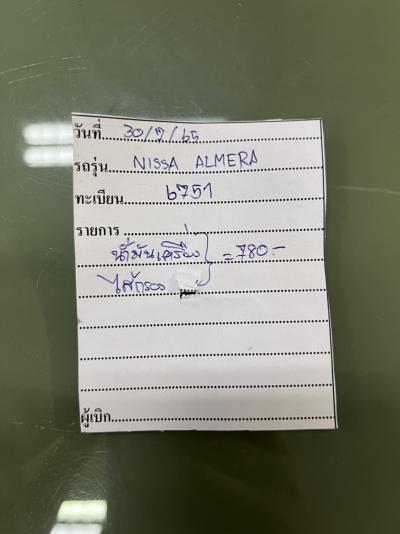 วันที่ 30/7/65
รถรุ่น NISSA ALMERA
ทะเบียน 6751
รายการ
น้ำมันเครื่อง
ไส้กรอง } = 780.-
ผู้เบิก